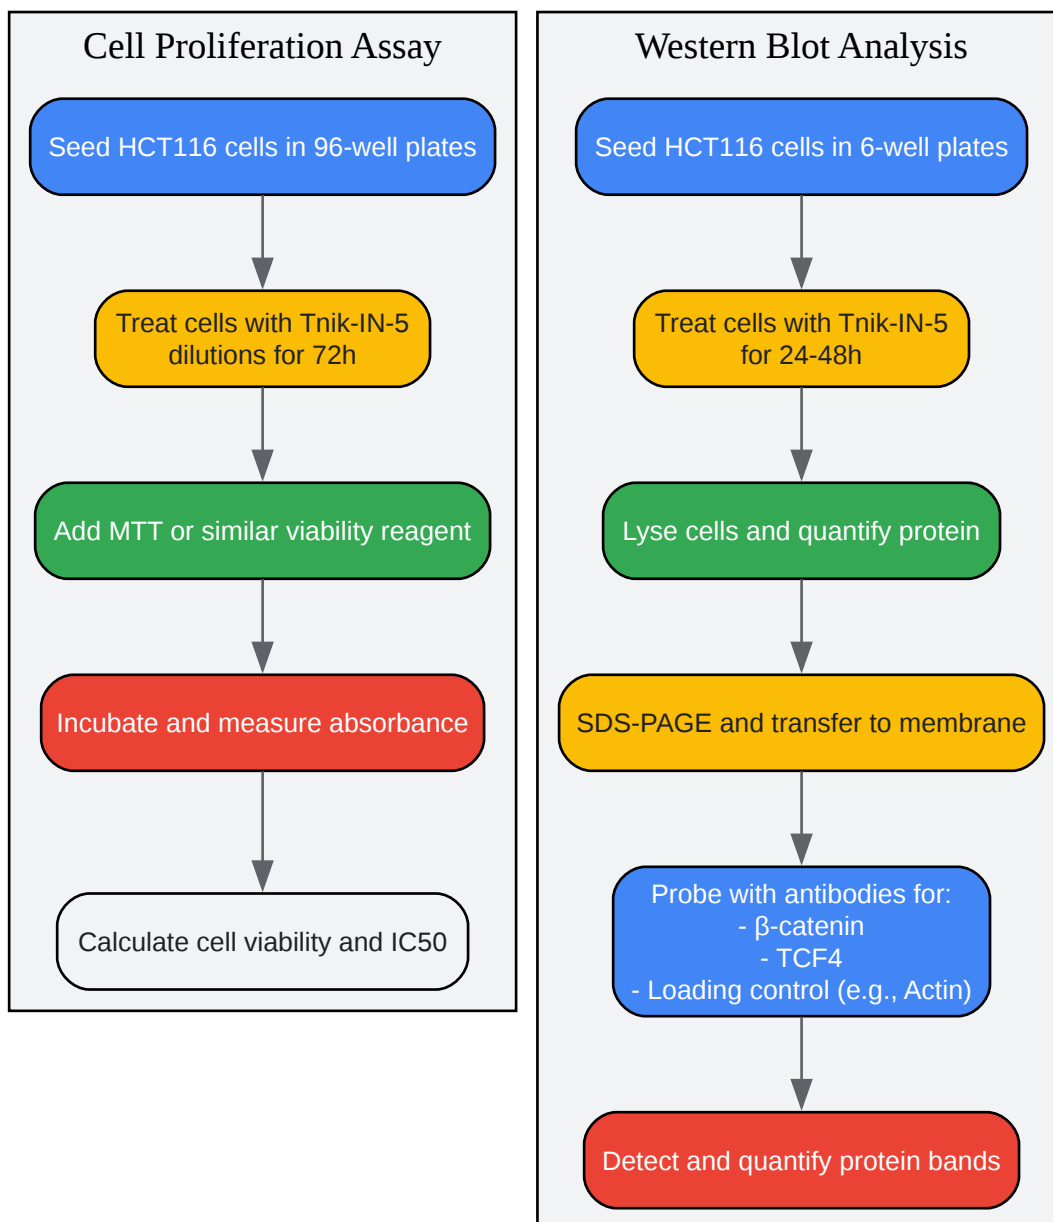 Cell Proliferation Assay
Seed HCT116 cells in 96-well plates
Treat cells with Tnik-IN-5
dilutions for 72h
Add MTT or similar viability reagent
Incubate and measure absorbance
Calculate cell viability and IC50
Western Blot Analysis
Seed HCT116 cells in 6-well plates
Treat cells with Tnik-IN-5
for 24-48h
Lyse cells and quantify protein
SDS-PAGE and transfer to membrane
Probe with antibodies for:
- β-catenin
- TCF4
- Loading control (e.g., Actin)
Detect and quantify protein bands